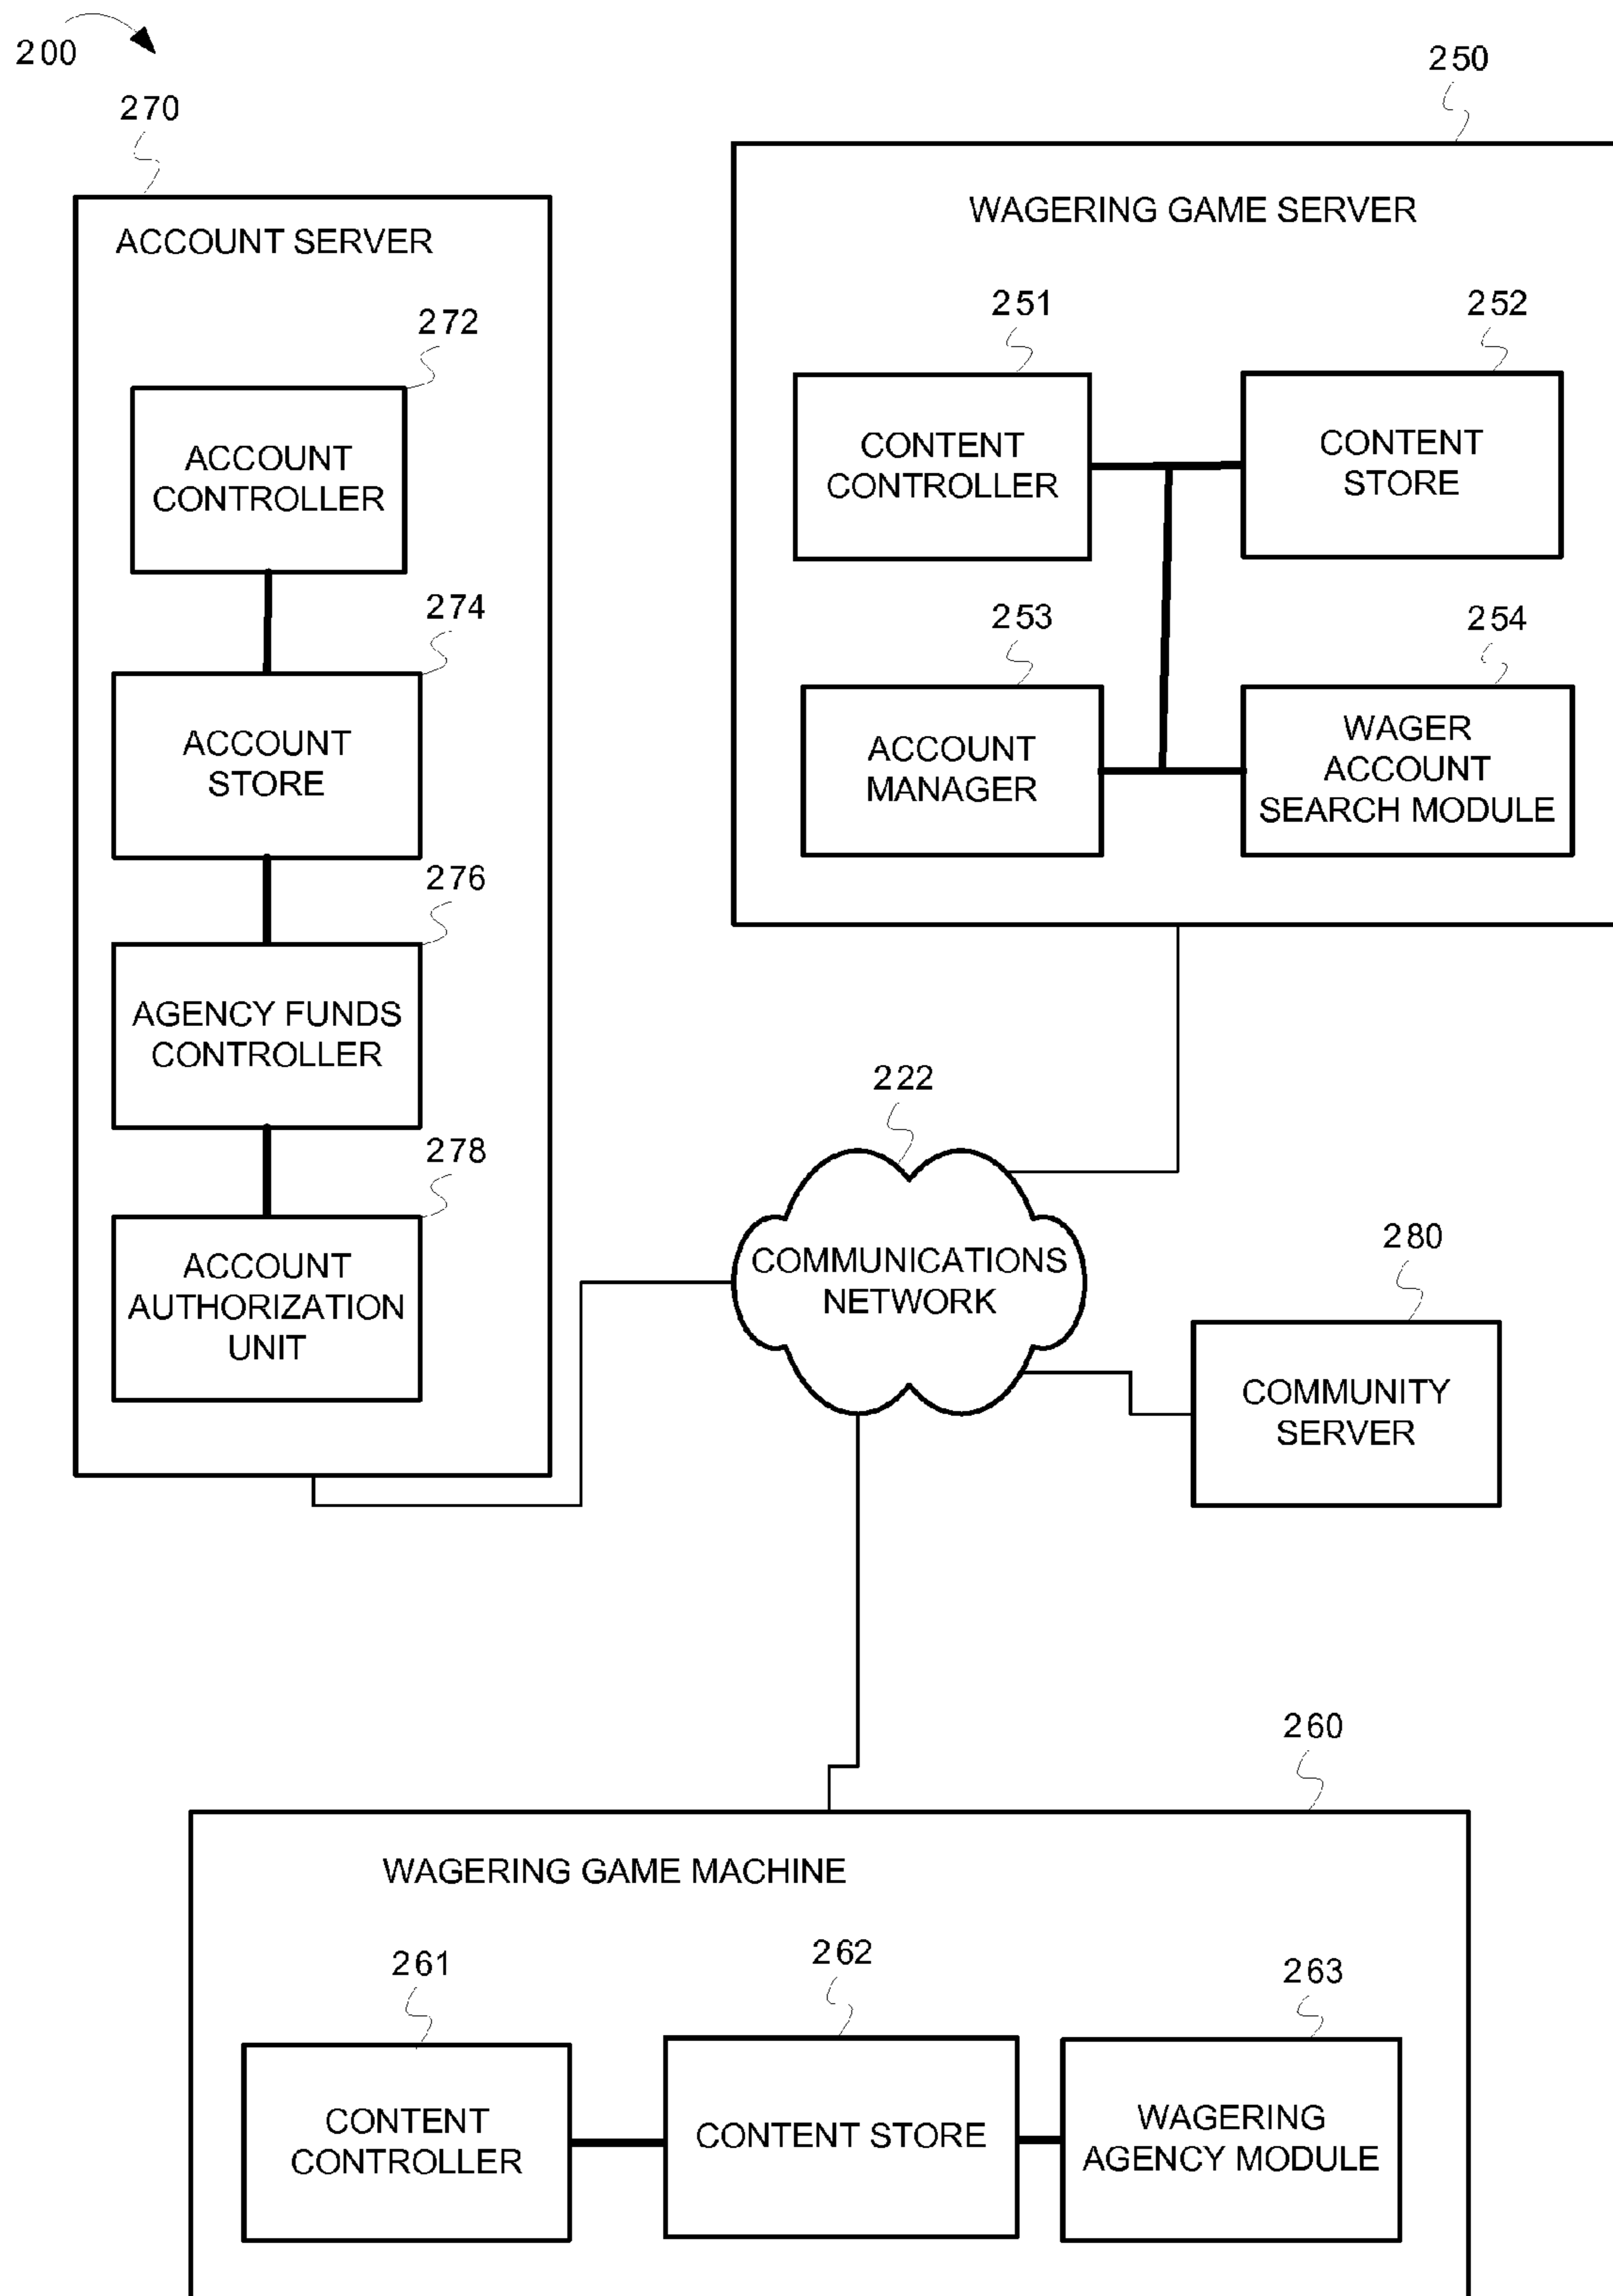 200
270
ACCOUNT SERVER
272
ACCOUNT
CONTROLLER
274
ACCOUNT
STORE
276
AGENCY FUNDS
CONTROLLER
278
ACCOUNT
AUTHORIZATION
UNIT
250
WAGERING GAME SERVER
251
CONTENT
CONTROLLER
252
CONTENT
STORE
253
ACCOUNT
MANAGER
254
WAGER
ACCOUNT
SEARCH MODULE
222
COMMUNICATIONS
NETWORK
280
COMMUNITY
SERVER
260
WAGERING GAME MACHINE
261
CONTENT
CONTROLLER
262
CONTENT STORE
263
WAGERING
AGENCY MODULE